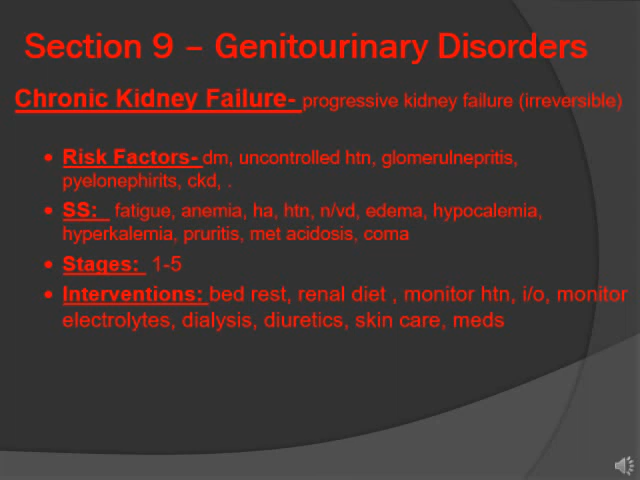 Section 9 – Genitourinary Disorders
Chronic Kidney Failure- progressive kidney failure (irreversible)
• Risk Factors- dm, uncontrolled htn, glomerulnepritis,
pyelonephirits, ckd, .
• SS: fatigue, anemia, ha, htn, n/vd, edema, hypocalemia,
hyperkalemia, pruritis, met acidosis, coma
• Stages: 1-5
• Interventions: bed rest, renal diet , monitor htn, i/o, monitor
electrolytes, dialysis, diuretics, skin care, meds